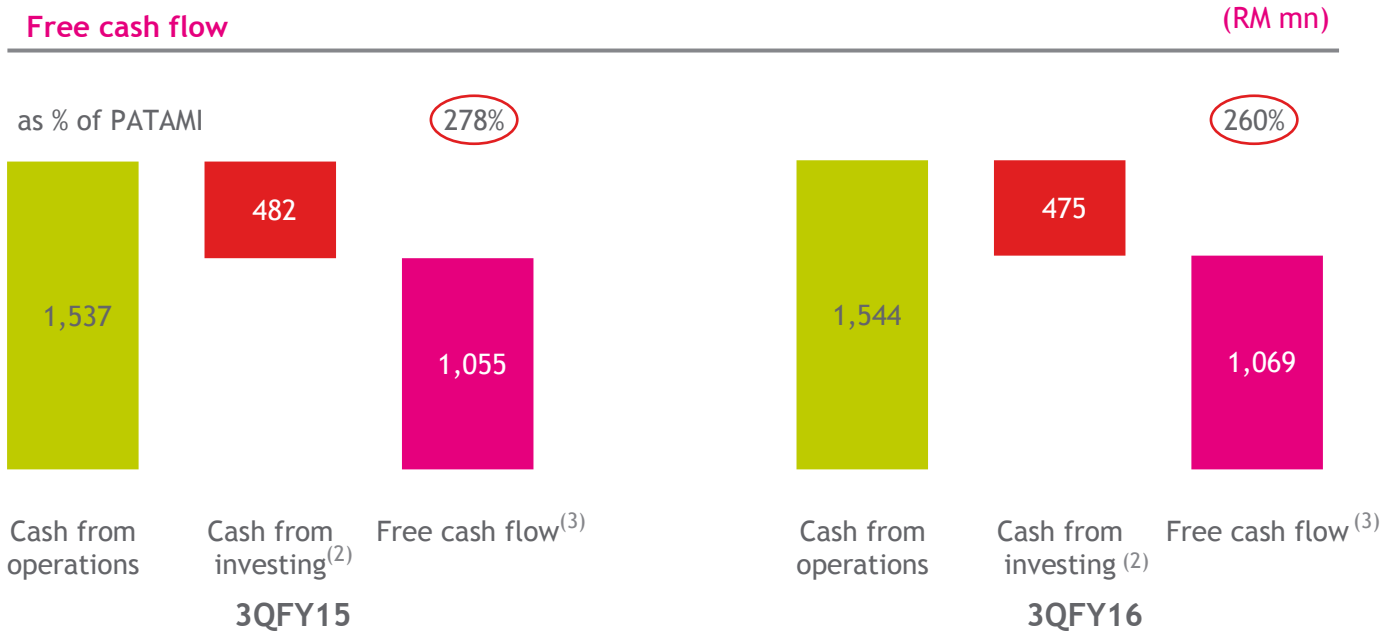 Free cash flow
(RM mn)
as % of PATAMI
278%
260%
482
475
1,537
1,055
1,544
1,069
Cash from
operations
Cash from
investing(2)
Free cash flow(3)
Cash from
operations
Cash from
investing (2)
Free cash flow (3)
3QFY15
3QFY16